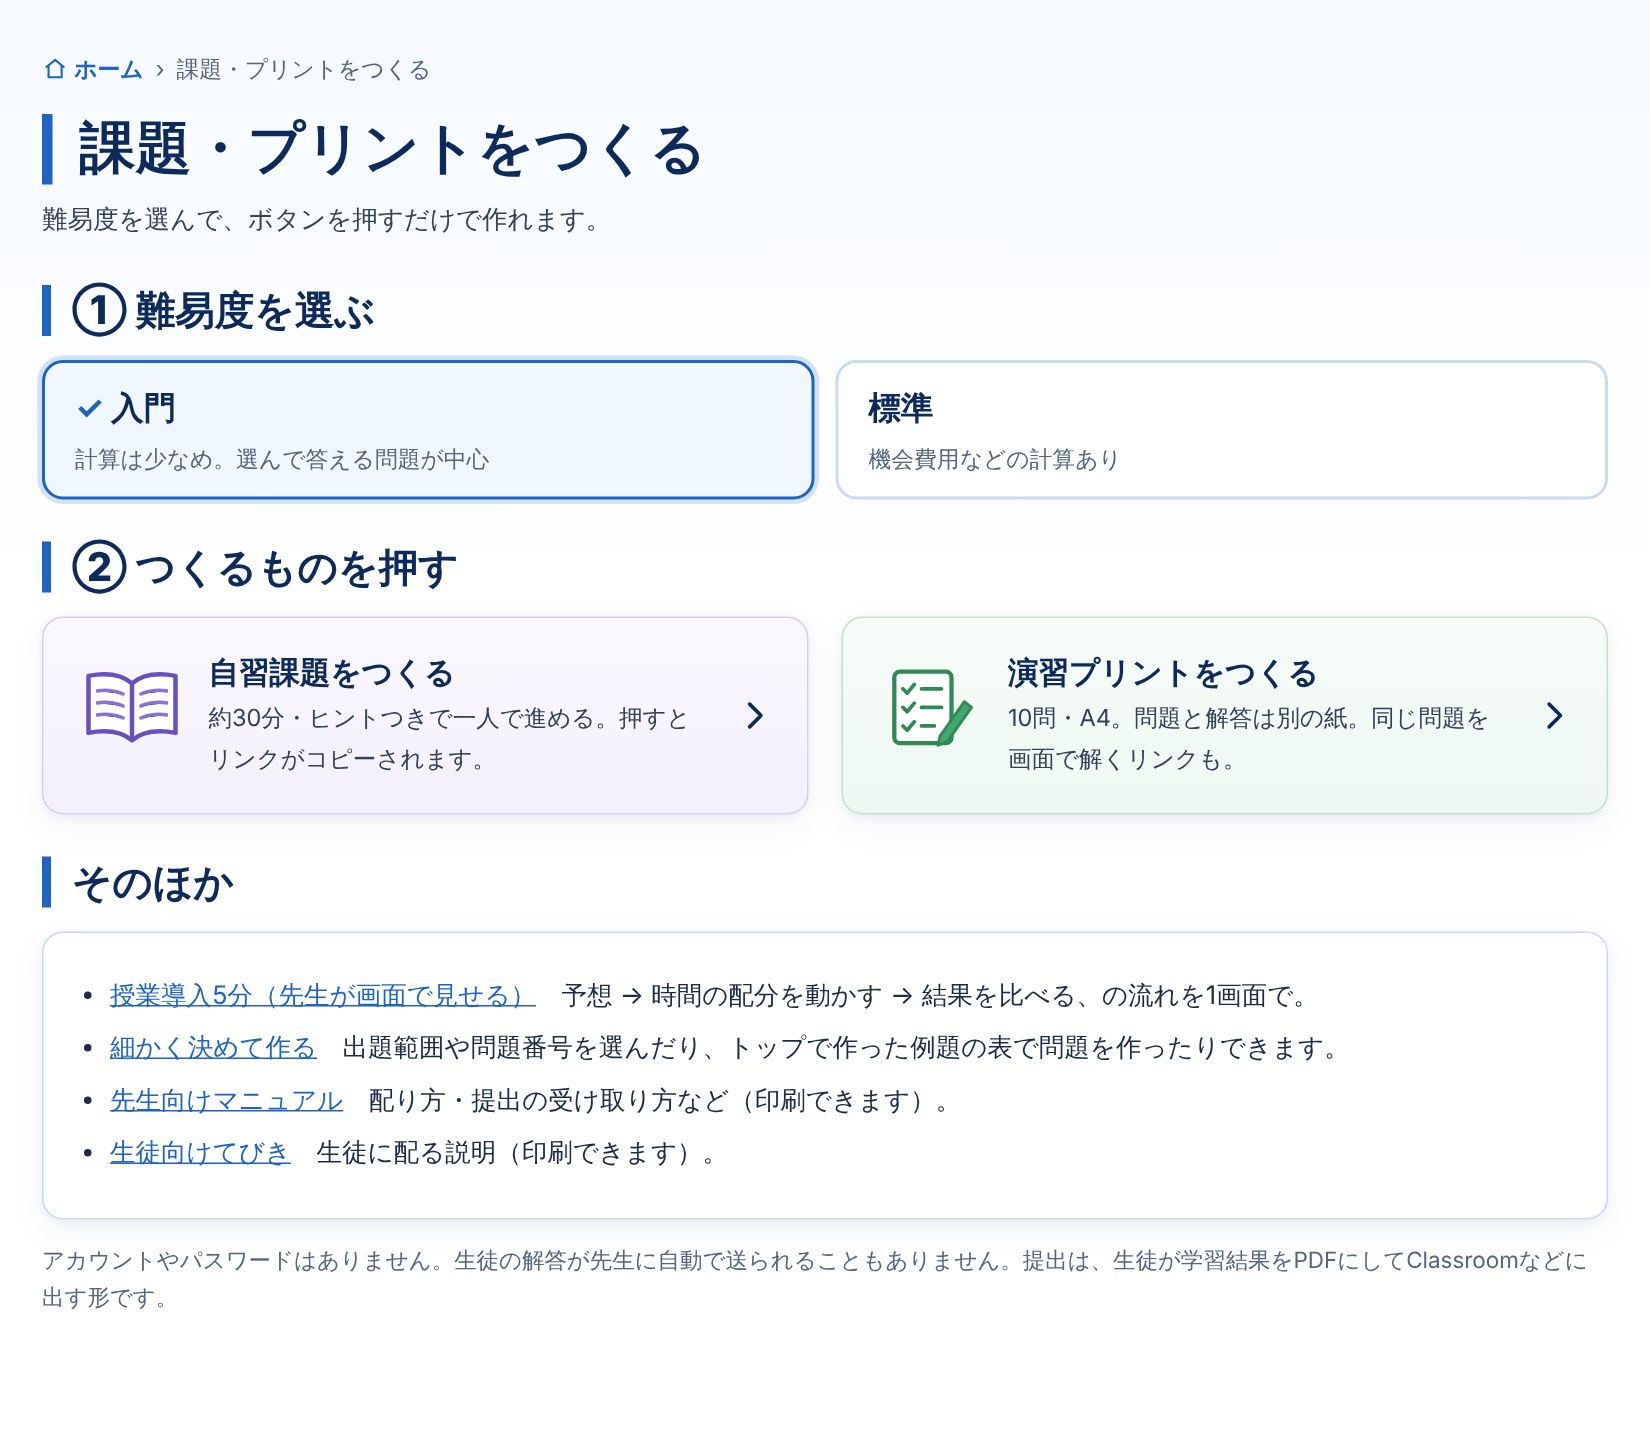 ホーム › 課題・プリントをつくる
課題・プリントをつくる
難易度を選んで、ボタンを押すだけで作れます。
① 難易度を選ぶ
入門
計算は少なめ。選んで答える問題が中心
標準
機会費用などの計算あり
② つくるものを押す
自習課題をつくる
約30分・ヒントつきで一人で進める。押すと
リンクがコピーされます。
演習プリントをつくる
10問・A4。問題と解答は別の紙。同じ問題を
画面で解くリンクも。
そのほか
• 授業導入5分（先生が画面で見せる）　予想 → 時間の配分を動かす → 結果を比べる、の流れを1画面で。
• 細かく決めて作る　出題範囲や問題番号を選んだり、トップで作った例題の表で問題を作ったりできます。
• 先生向けマニュアル　配り方・提出の受け取り方など（印刷できます）。
• 生徒向けてびき　生徒に配る説明（印刷できます）。
アカウントやパスワードはありません。生徒の解答が先生に自動で送られることもありません。提出は、生徒が学習結果をPDFにしてClassroomなどに
出す形です。